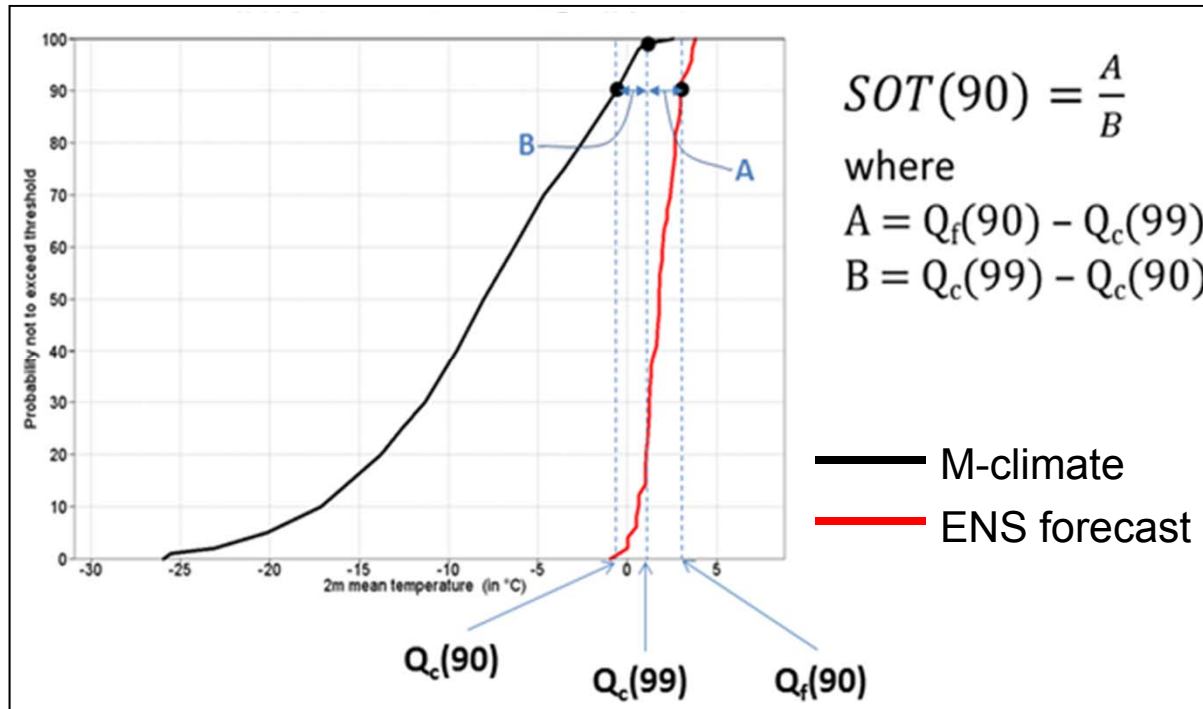 100
90
80
70
60
50
40
30
20
10
0
Probability not to exceed threshold
-30 -25 -20 -15 -10 -5 0 5
2m mean temperature (in °C)
B
A
Q_c(90)
Q_c(99)
Q_f(90)
SOT(90) = A/B
where
A = Q_f(90) – Q_c(99)
B = Q_c(99) – Q_c(90)
M-climate
ENS forecast